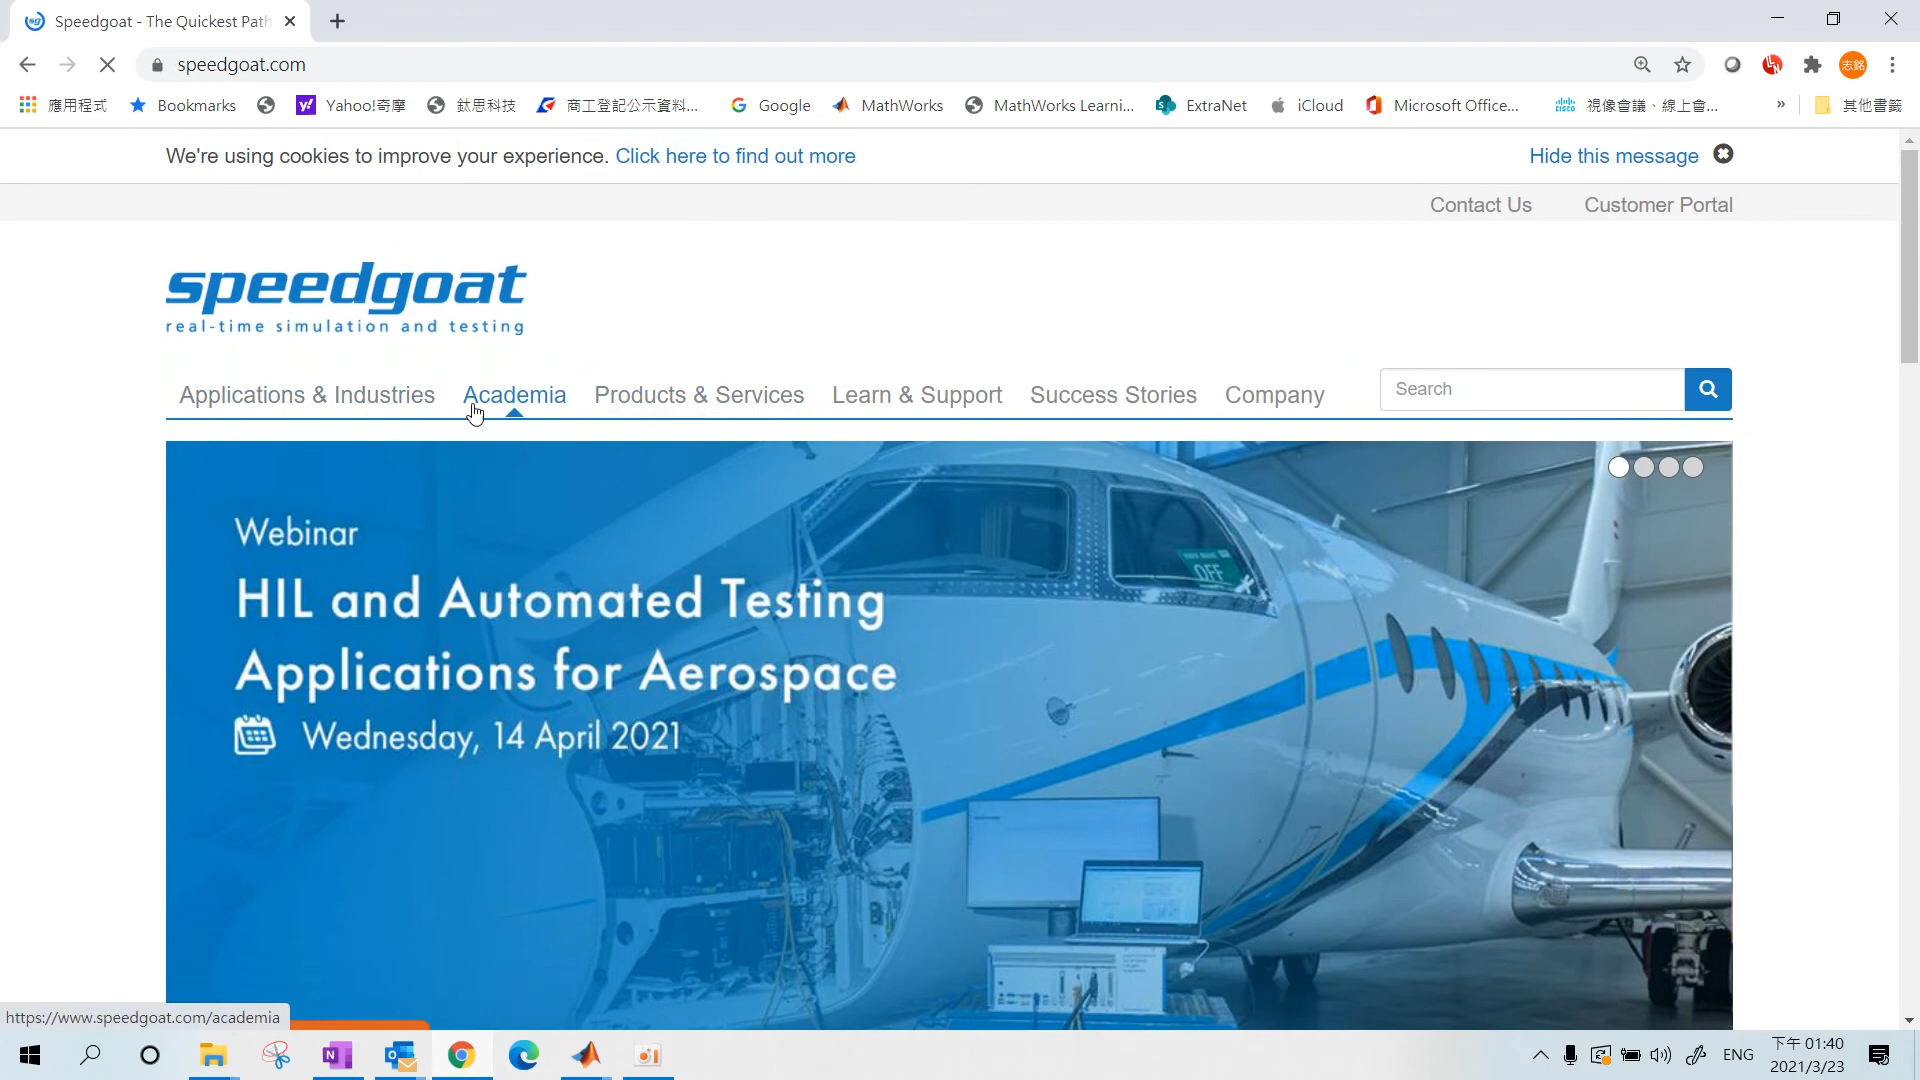 Speedgoat - The Quickest Path
speedgoat.com
志銘
應用程式 Bookmarks Yahoo!奇摩 鈦思科技 商工登記公示資料... Google MathWorks MathWorks Learni... ExtraNet iCloud Microsoft Office... 視像會議、線上會... » 其他書籤
We're using cookies to improve your experience. Click here to find out more Hide this message
Contact Us Customer Portal
speedgoat
real-time simulation and testing
Applications & Industries Academia Products & Services Learn & Support Success Stories Company Search
Webinar
HIL and Automated Testing
Applications for Aerospace
Wednesday, 14 April 2021
OFF
https://www.speedgoat.com/academia
ENG
下午 01:40
2021/3/23